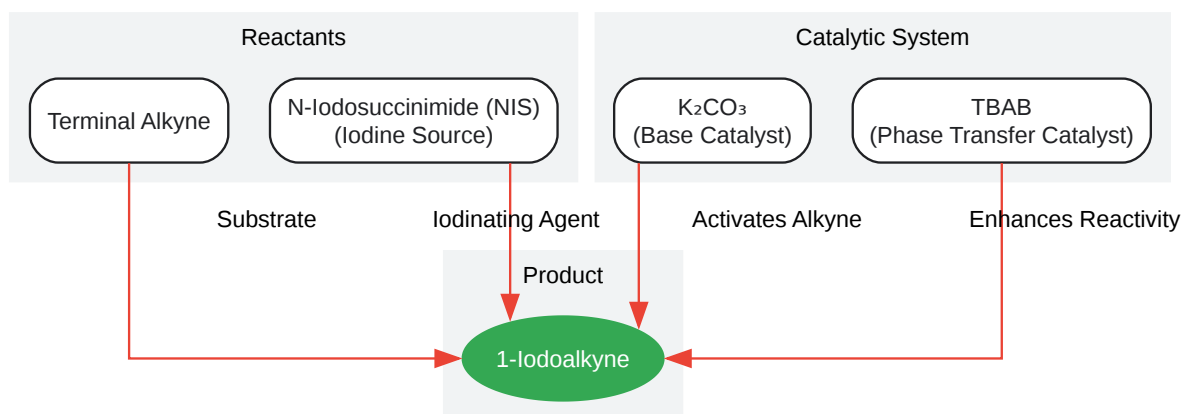 Reactants
Catalytic System
Terminal Alkyne
N-Iodosuccinimide (NIS)
(Iodine Source)
K₂CO₃
(Base Catalyst)
TBAB
(Phase Transfer Catalyst)
Substrate
Iodinating Agent
Activates Alkyne
Enhances Reactivity
Product
1-Iodoalkyne